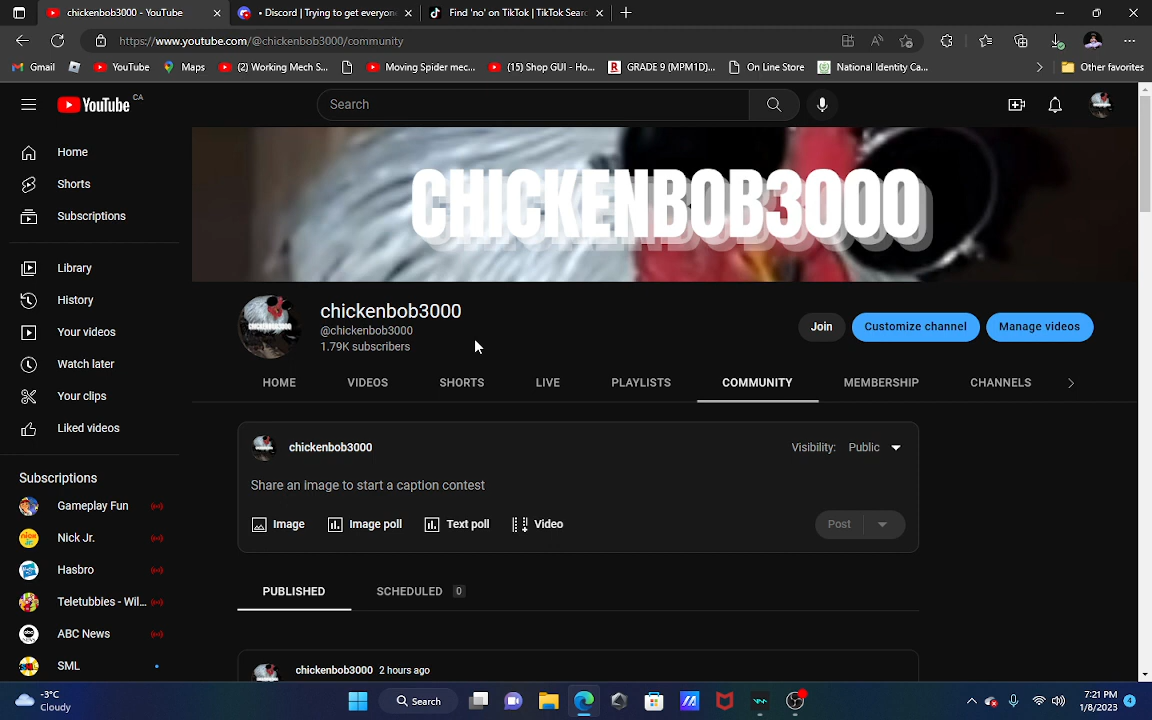 chickenbob3000 - YouTube
• Discord | Trying to get everyone
Find 'no' on TikTok | TikTok Sear
https://www.youtube.com/@chickenbob3000/community
Gmail
YouTube
Maps
(2) Working Mech S...
Moving Spider mec...
(15) Shop GUI - Ho...
GRADE 9 (MPM1D)...
On Line Store
National Identity Ca...
Other favorites
YouTube CA
Search
Home
Shorts
Subscriptions
Library
History
Your videos
Watch later
Your clips
Liked videos
Subscriptions
Gameplay Fun
Nick Jr.
Hasbro
Teletubbies - Wil...
ABC News
SML
CHICKENBOB3000
chickenbob3000
@chickenbob3000
1.79K subscribers
Join
Customize channel
Manage videos
HOME
VIDEOS
SHORTS
LIVE
PLAYLISTS
COMMUNITY
MEMBERSHIP
CHANNELS
chickenbob3000
Visibility: Public
Share an image to start a caption contest
Image
Image poll
Text poll
Video
Post
PUBLISHED
SCHEDULED 0
chickenbob3000 2 hours ago
-3°C
Cloudy
Search
7:21 PM
1/8/2023
4